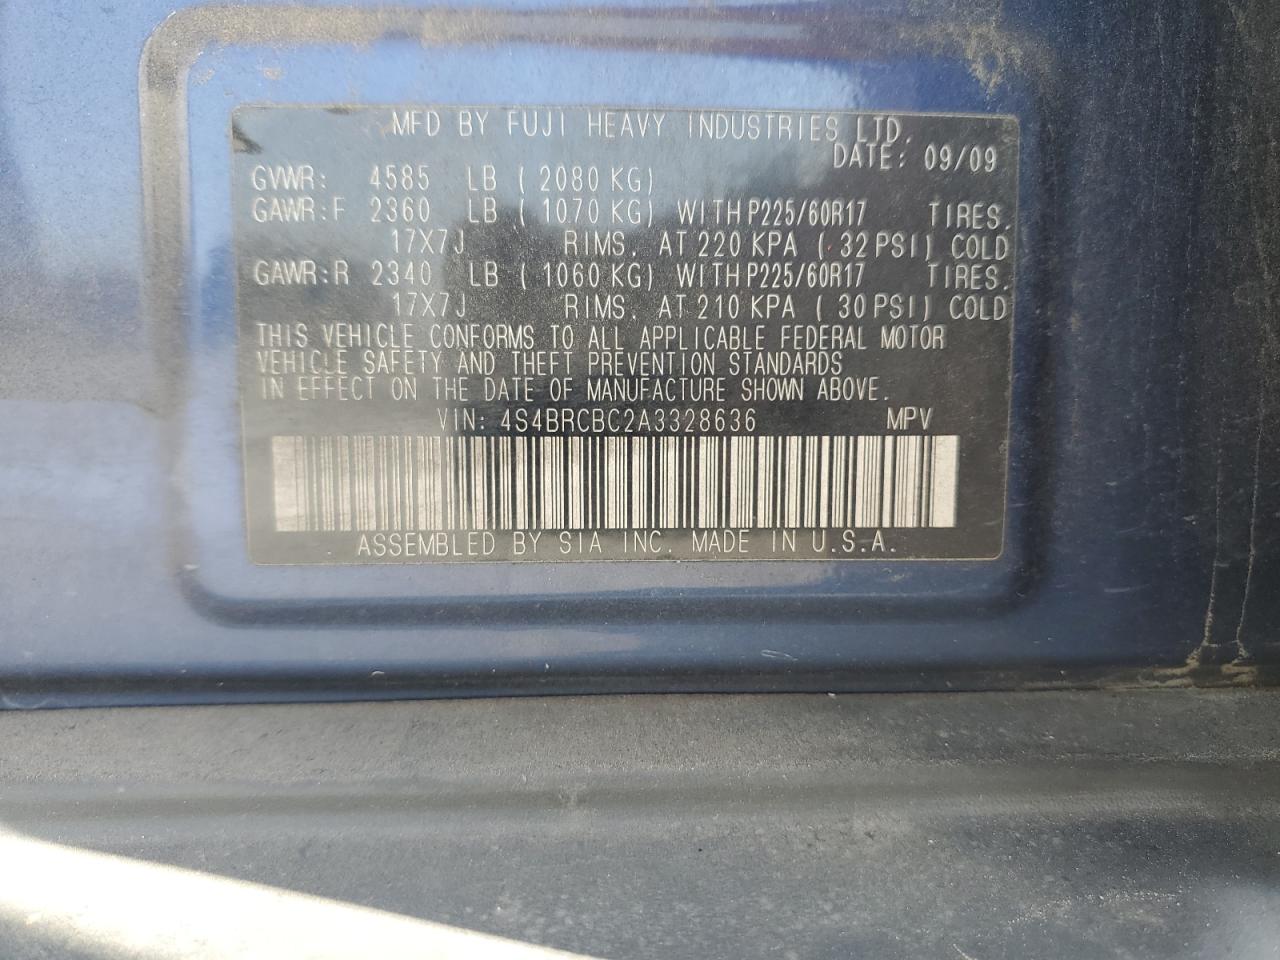 MFD BY FUJI HEAVY INDUSTRIES LTD.
DATE: 09/09
GVWR: 4585 LB ( 2080 KG)
GAWR:F 2360 LB ( 1070 KG) WITH P225/60R17 TIRES.
17X7J RIMS. AT 220 KPA ( 32 PSI) COLD
GAWR:R 2340 LB ( 1060 KG) WITH P225/60R17 TIRES.
17X7J RIMS. AT 210 KPA ( 30 PSI) COLD
THIS VEHICLE CONFORMS TO ALL APPLICABLE FEDERAL MOTOR
VEHICLE SAFETY AND THEFT PREVENTION STANDARDS
IN EFFECT ON THE DATE OF MANUFACTURE SHOWN ABOVE.
VIN: 4S4BRCBC2A3328636 MPV
ASSEMBLED BY SIA INC. MADE IN U.S.A.